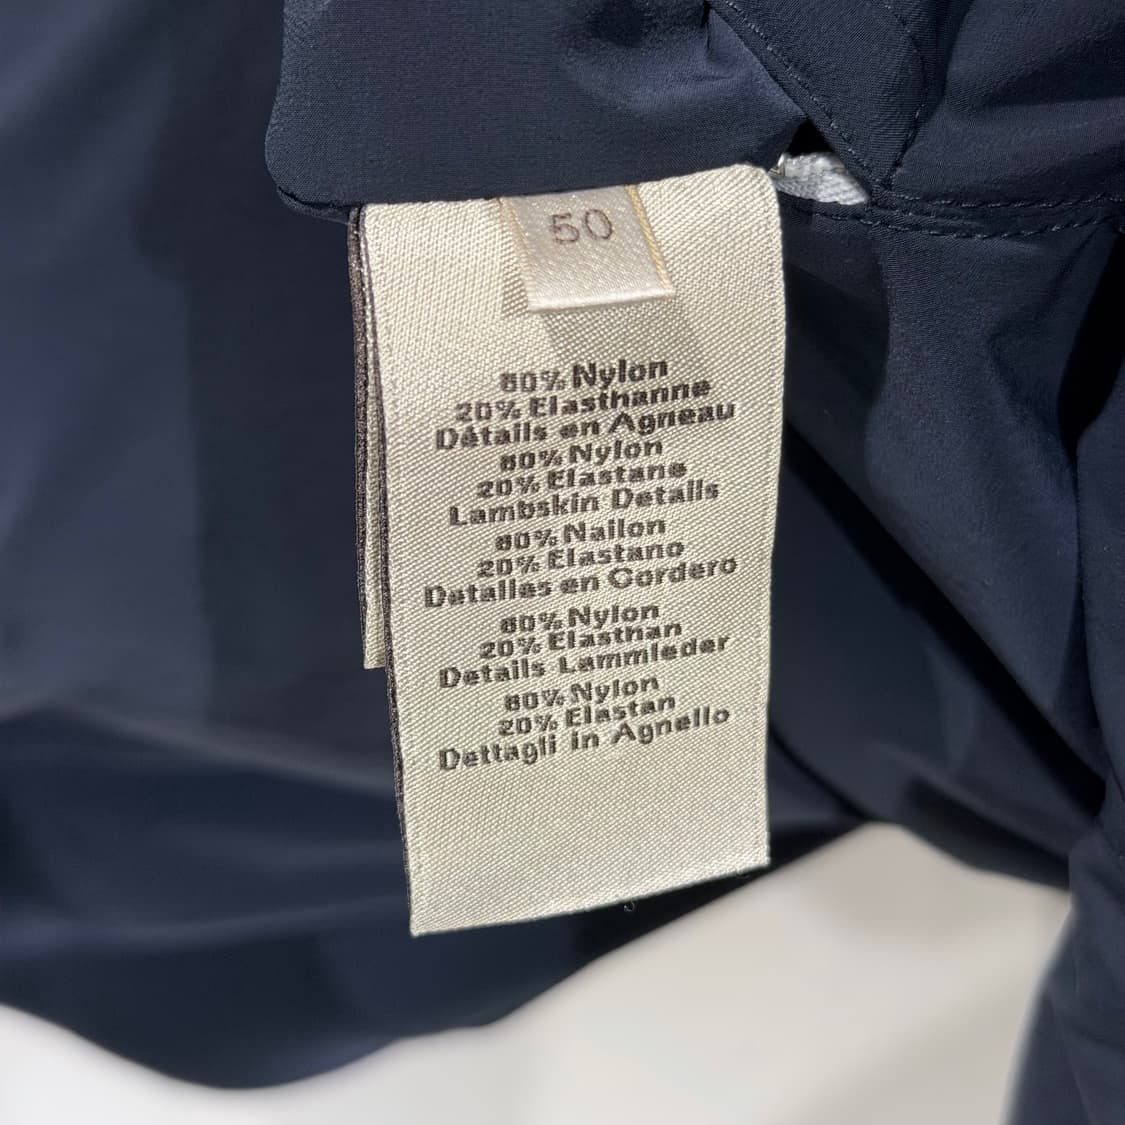 50
80% Nylon
20% Elasthanne
Détails en Agneau
80% Nylon
20% Elastane
Lambskin Details
80% Nailon
20% Elastano
Detalles en Cordero
80% Nylon
20% Elasthan
Details Lammleder
80% Nylon
20% Elastan
Dettagli in Agnello